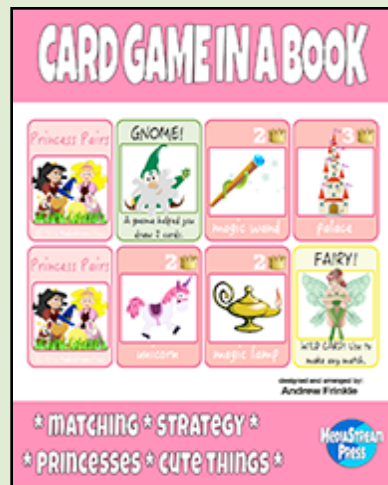 CARD GAME IN A BOOK
Princess Pairs
GNOME!
A gnome helped you
draw 2 cards.
2
magic wand
3
palace
Princess Pairs
2
unicorn
2
magic lamp
FAIRY!
WILD CARD! Use to
make any match.
designed and arranged by:
Andrew Frinkle
* MATCHING * STRATEGY *
* PRINCESSES * CUTE THINGS *
MediaStream
Press